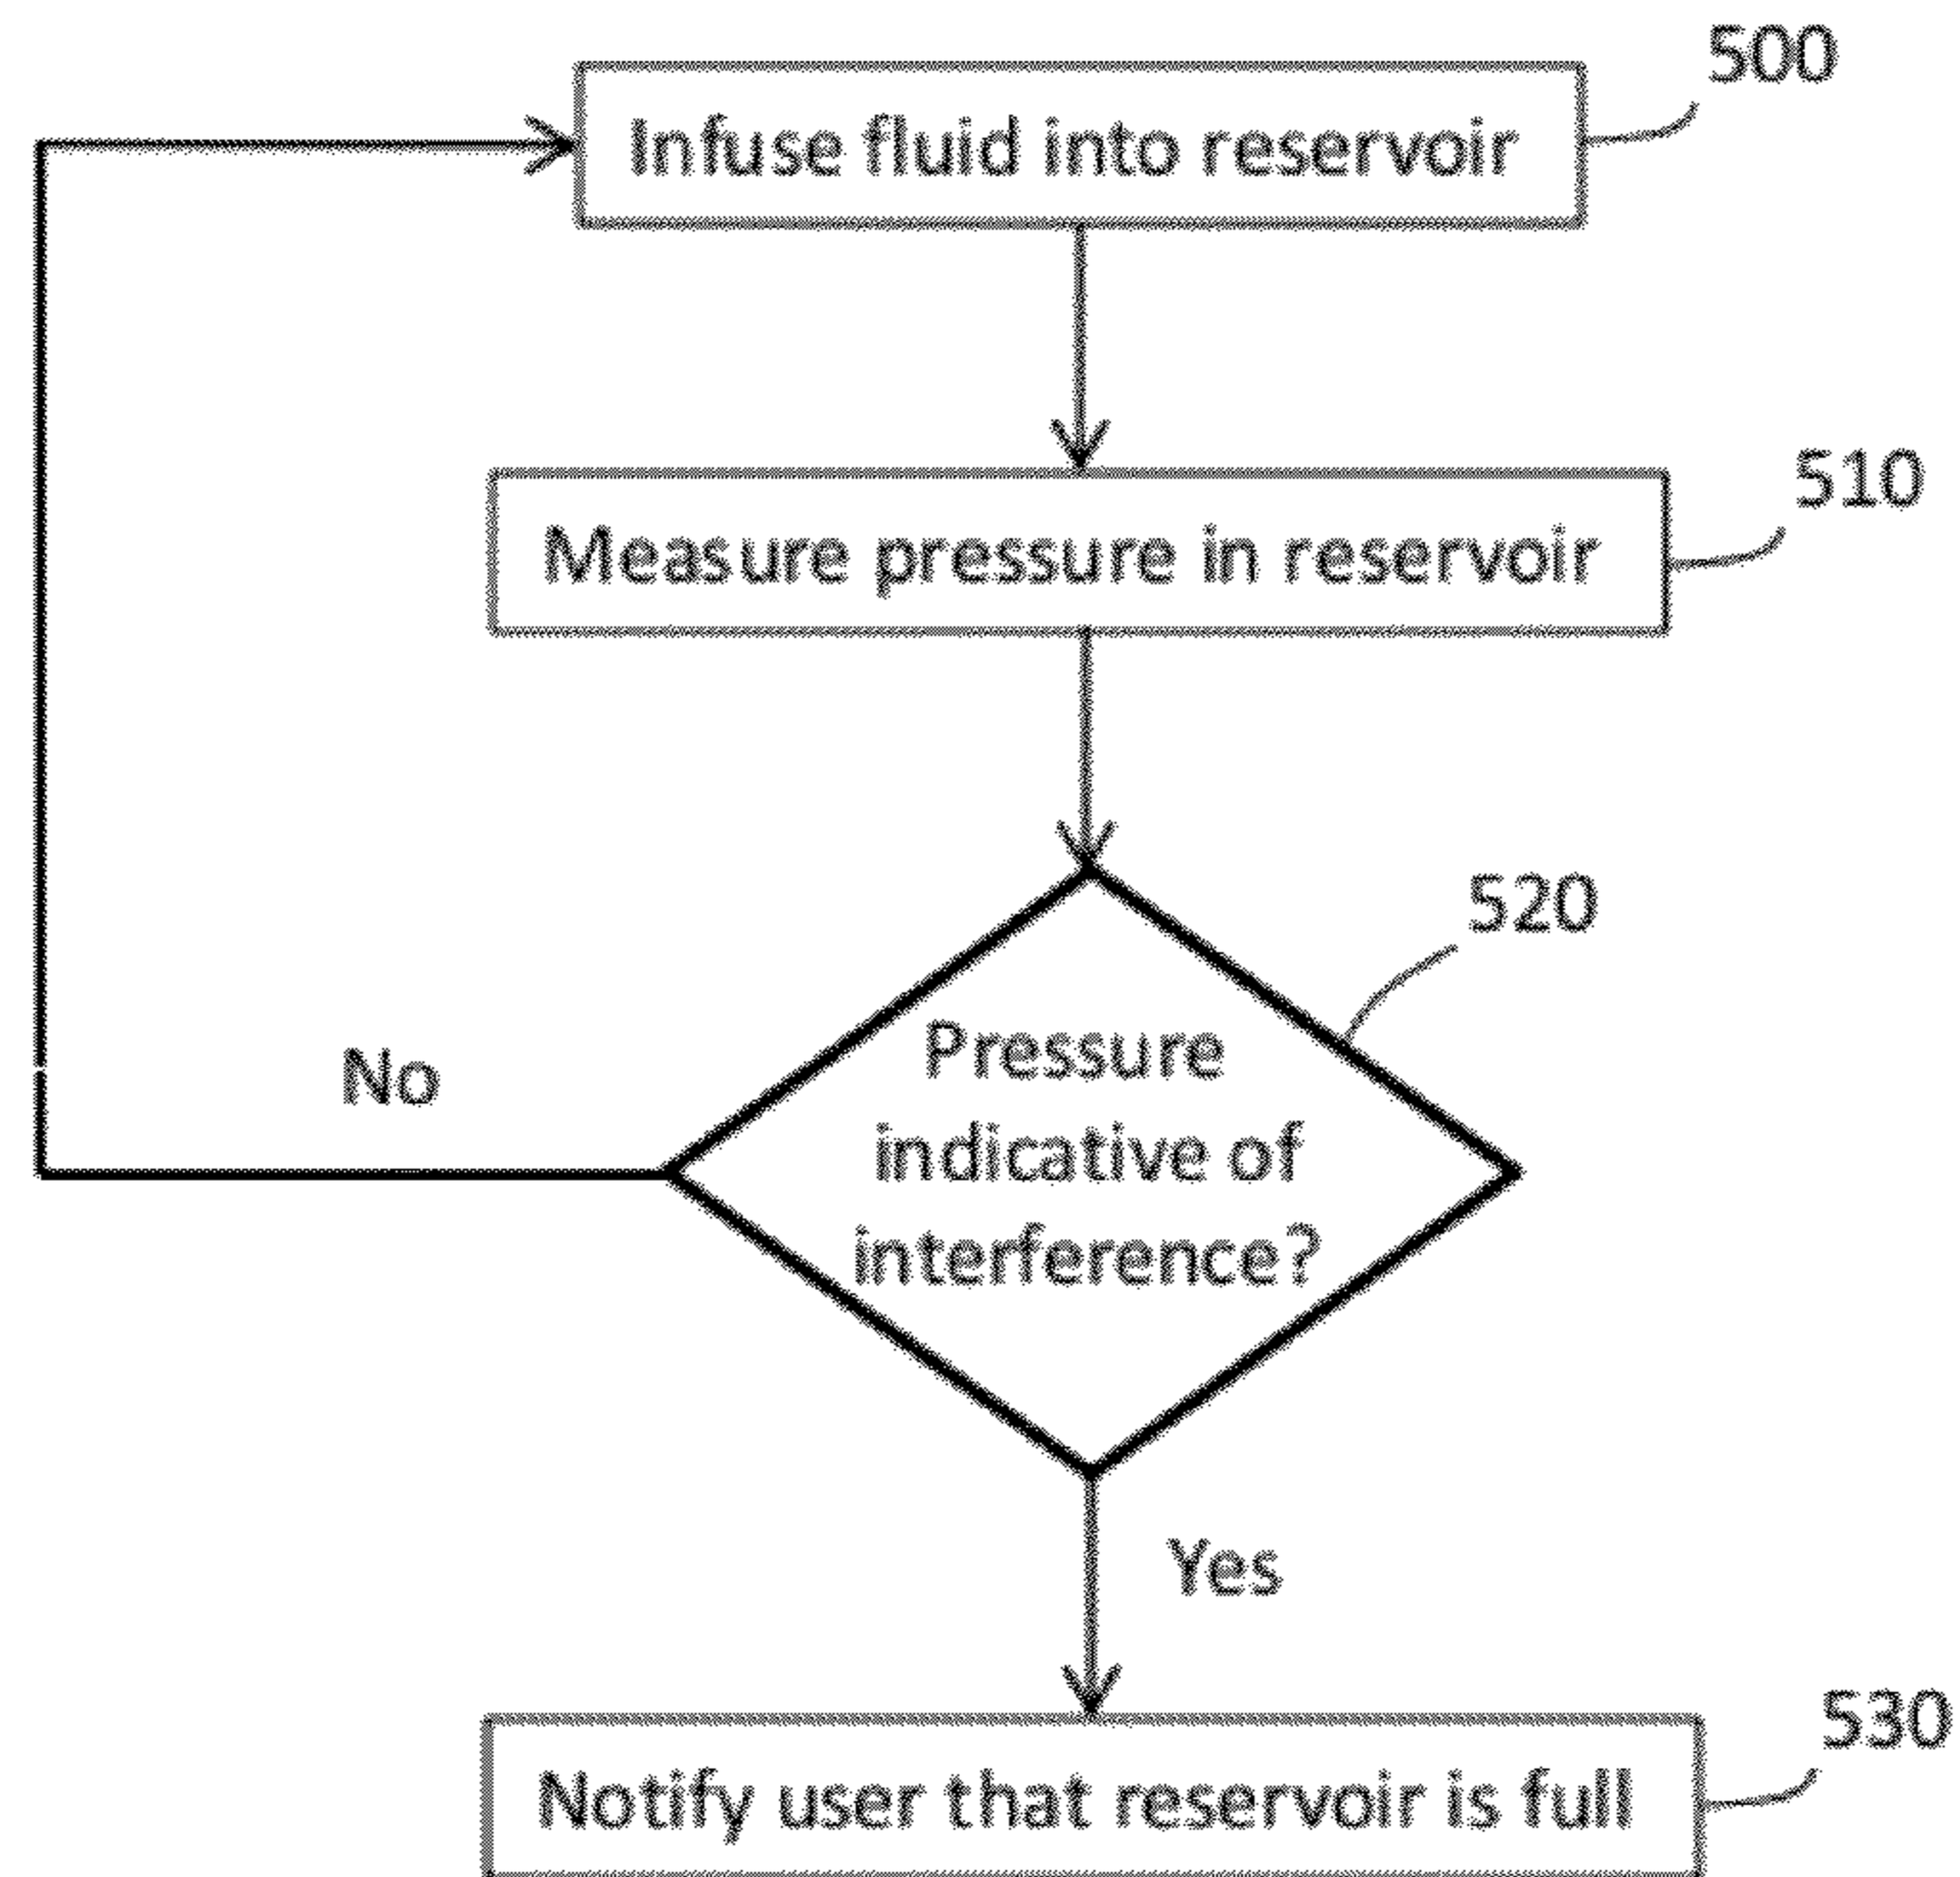 500
Infuse fluid into reservoir
510
Measure pressure in reservoir
520
Pressure
indicative of
interference?
No
Yes
530
Notify user that reservoir is full